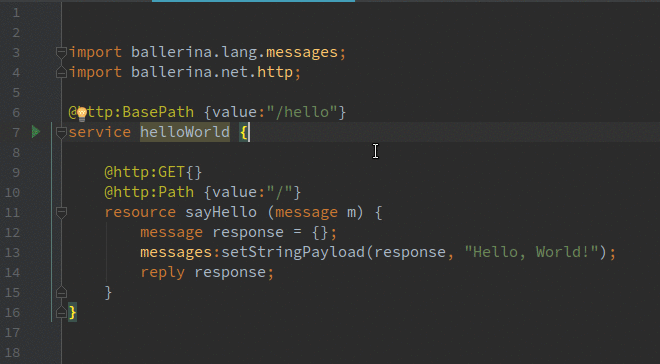 1
2
3 import ballerina.lang.messages;
4 import ballerina.net.http;
5
6 @http:BasePath {value:"/hello"}
7 service helloWorld {
8
9 @http:GET{}
10 @http:Path {value:"/"}
11 resource sayHello (message m) {
12 message response = {};
13 messages:setStringPayload(response, "Hello, World!");
14 reply response;
15 }
16 }
17
18